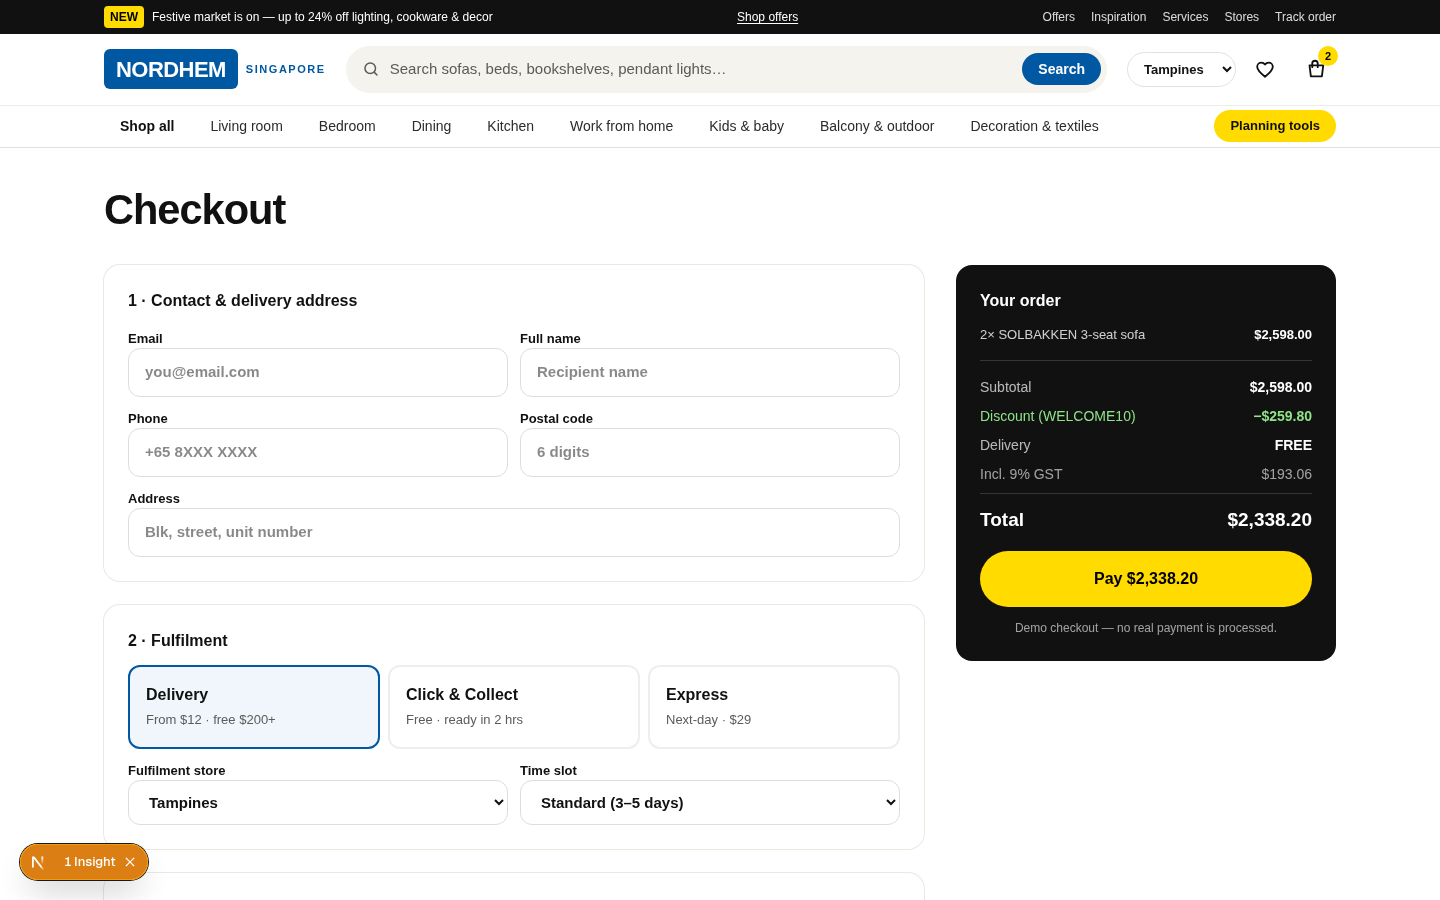 NEW Festive market is on — up to 24% off lighting, cookware & decor Shop offers Offers Inspiration Services Stores Track order
NORDHEM SINGAPORE Search sofas, beds, bookshelves, pendant lights… Search Tampines 2
Shop all Living room Bedroom Dining Kitchen Work from home Kids & baby Balcony & outdoor Decoration & textiles Planning tools
Checkout
1 · Contact & delivery address
Email Full name
you@email.com Recipient name
Phone Postal code
+65 8XXX XXXX 6 digits
Address
Blk, street, unit number
2 · Fulfilment
Delivery Click & Collect Express
From $12 · free $200+ Free · ready in 2 hrs Next-day · $29
Fulfilment store Time slot
Tampines Standard (3–5 days)
Your order
2× SOLBAKKEN 3-seat sofa $2,598.00
Subtotal $2,598.00
Discount (WELCOME10) −$259.80
Delivery FREE
Incl. 9% GST $193.06
Total $2,338.20
Pay $2,338.20
Demo checkout — no real payment is processed.
N 1 Insight